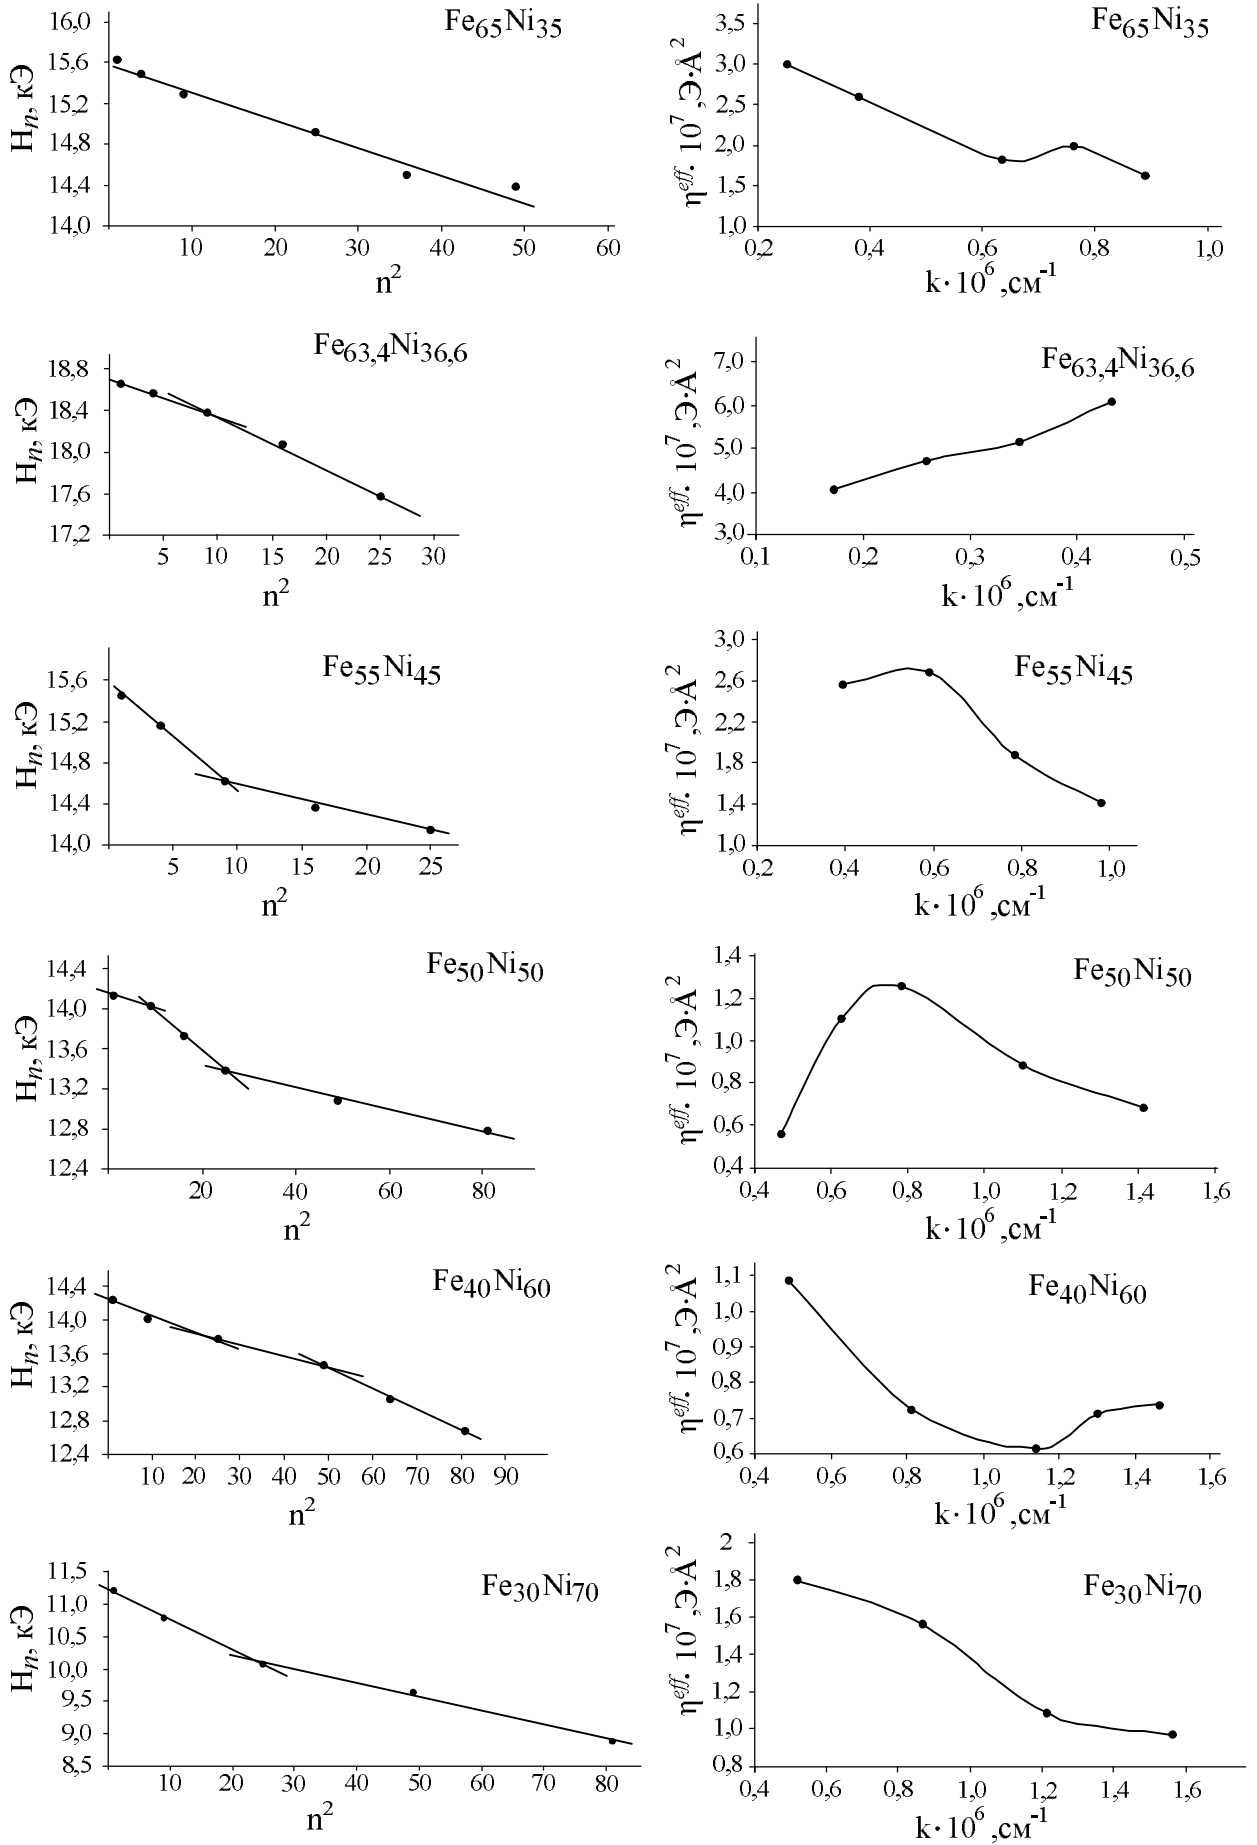 Fe65Ni35
Hn, кЭ
16,0
15,6
15,2
14,8
14,4
14,0
10 20 30 40 50 60
n²
Fe65Ni35
η^eff · 10⁷ ,Э·Å²
3,5
3,0
2,5
2,0
1,5
1,0
0,2 0,4 0,6 0,8 1,0
k · 10⁶ ,см⁻¹
Fe63,4Ni36,6
Hn, кЭ
18,8
18,4
18,0
17,6
17,2
5 10 15 20 25 30
n²
Fe63,4Ni36,6
η^eff · 10⁷ ,Э·Å²
7,0
6,0
5,0
4,0
3,0
0,1 0,2 0,3 0,4 0,5
k · 10⁶ ,см⁻¹
Fe55Ni45
Hn, кЭ
15,6
15,2
14,8
14,4
14,0
5 10 15 20 25
n²
Fe55Ni45
η^eff · 10⁷ ,Э·Å²
3,0
2,6
2,2
1,8
1,4
1,0
0,2 0,4 0,6 0,8 1,0
k · 10⁶ ,см⁻¹
Fe50Ni50
Hn, кЭ
14,4
14,0
13,6
13,2
12,8
12,4
20 40 60 80
n²
Fe50Ni50
η^eff · 10⁷ ,Э·Å²
1,4
1,2
1,0
0,8
0,6
0,4
0,4 0,6 0,8 1,0 1,2 1,4 1,6
k · 10⁶ ,см⁻¹
Fe40Ni60
Hn, кЭ
14,4
14,0
13,6
13,2
12,8
12,4
10 20 30 40 50 60 70 80 90
n²
Fe40Ni60
η^eff · 10⁷ ,Э·Å²
1,1
1,0
0,9
0,8
0,7
0,6
0,4 0,6 0,8 1,0 1,2 1,4 1,6
k · 10⁶ ,см⁻¹
Fe30Ni70
Hn, кЭ
11,5
11,0
10,5
10,0
9,5
9,0
8,5
10 20 30 40 50 60 70 80
n²
Fe30Ni70
η^eff · 10⁷ ,Э·Å²
2
1,8
1,6
1,4
1,2
1,0
0,8
0,4 0,6 0,8 1,0 1,2 1,4 1,6
k · 10⁶ ,см⁻¹